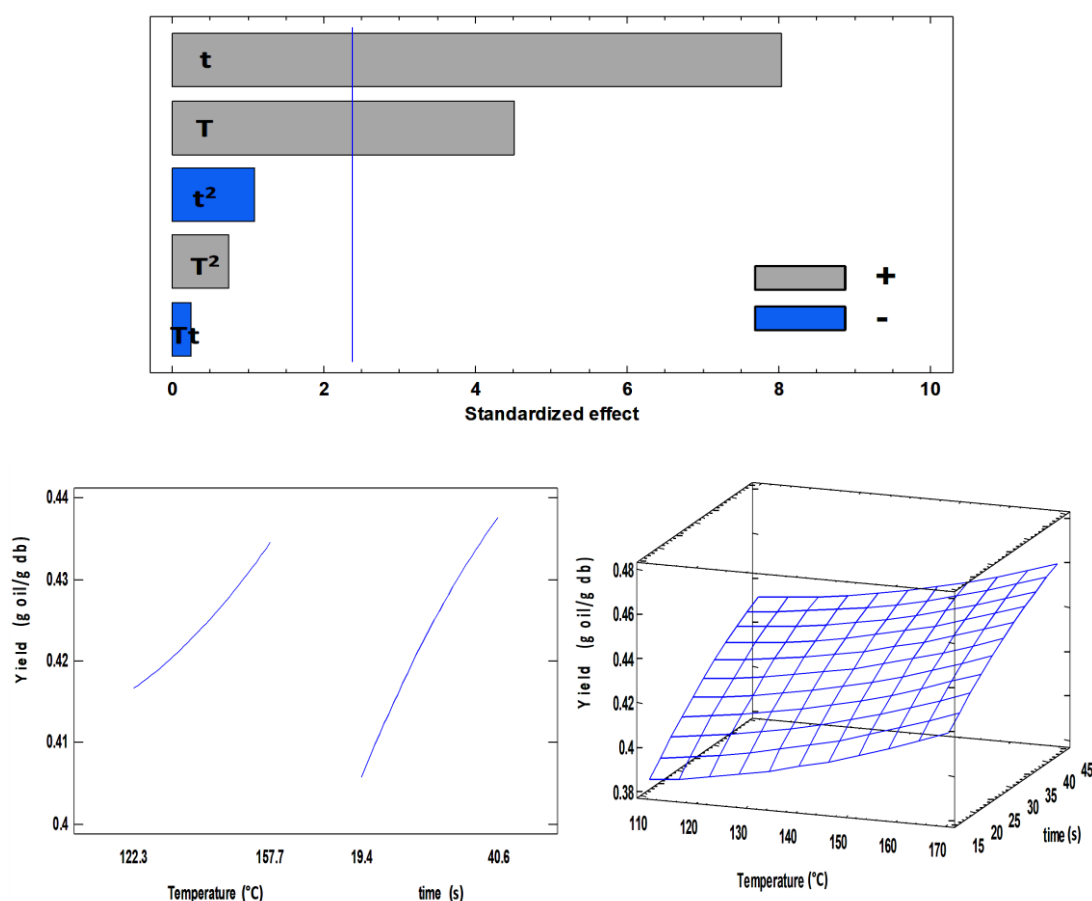 t
T
t²
T²
Tt
+
-
0 2 4 6 8 10
Standardized effect
Yield (g oil/g db)
0.44
0.43
0.42
0.41
0.4
122.3 157.7 19.4 40.6
Temperature (°C) time (s)
Yield (g oil/g db)
0.48
0.46
0.44
0.42
0.4
0.38
110 120 130 140 150 160 170
Temperature (°C)
15 20 25 30 35 40 45
time (s)